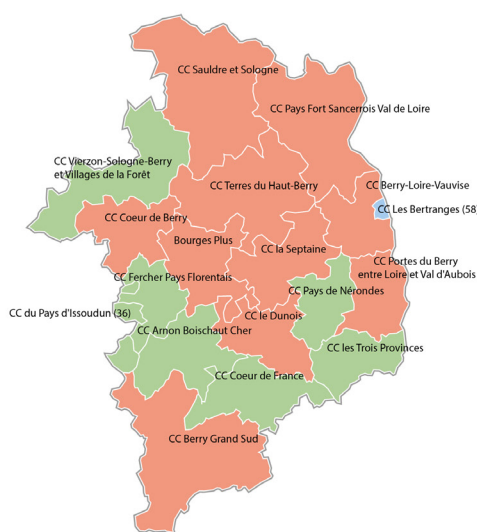 CC Sauldre et Sologne
CC Pays Fort Sancerrois Val de Loire
CC Vierzon-Sologne-Berry
et Villages de la Forêt
CC Terres du Haut-Berry
CC Berry-Loire-Vauvise
CC Les Bertranges (58)
CC Coeur de Berry
Bourges Plus
CC la Septaine
CC Portes du Berry
entre Loire et Val d'Aubois
CC Fercher Pays Florentais
CC Pays de Nérondes
CC du Pays d'Issoudun (36)
CC le Dunois
CC Arnon Boischaut Cher
CC les Trois Provinces
CC Coeur de France
CC Berry Grand Sud